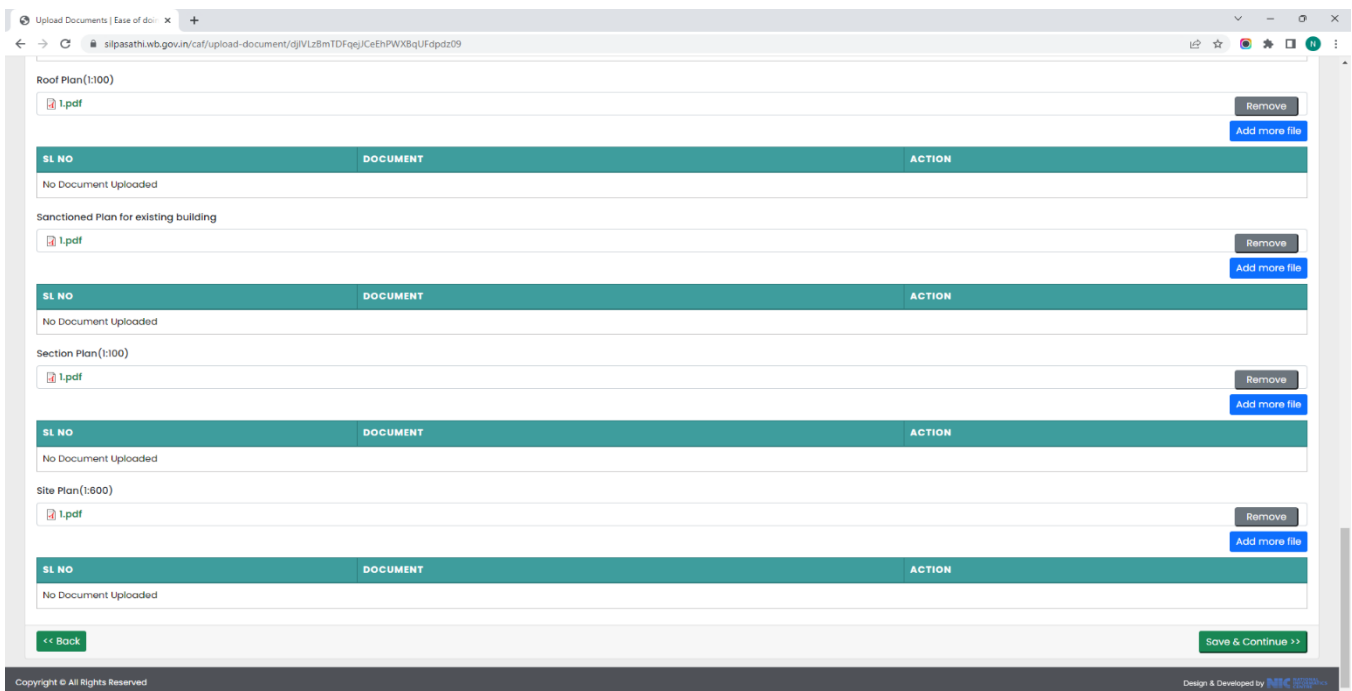 Upload Documents | Ease of doi
silpasathi.wb.gov.in/caf/upload-document/djlVLzBmTDFqejJCeEhPWXBqUFdpdz09
N
Roof Plan(1:100)
1.pdf
Remove
Add more file
SL NO DOCUMENT ACTION
No Document Uploaded
Sanctioned Plan for existing building
1.pdf
Remove
Add more file
SL NO DOCUMENT ACTION
No Document Uploaded
Section Plan(1:100)
1.pdf
Remove
Add more file
SL NO DOCUMENT ACTION
No Document Uploaded
Site Plan(1:600)
1.pdf
Remove
Add more file
SL NO DOCUMENT ACTION
No Document Uploaded
<< Back Save & Continue >>
Copyright © All Rights Reserved Design & Developed by NIC